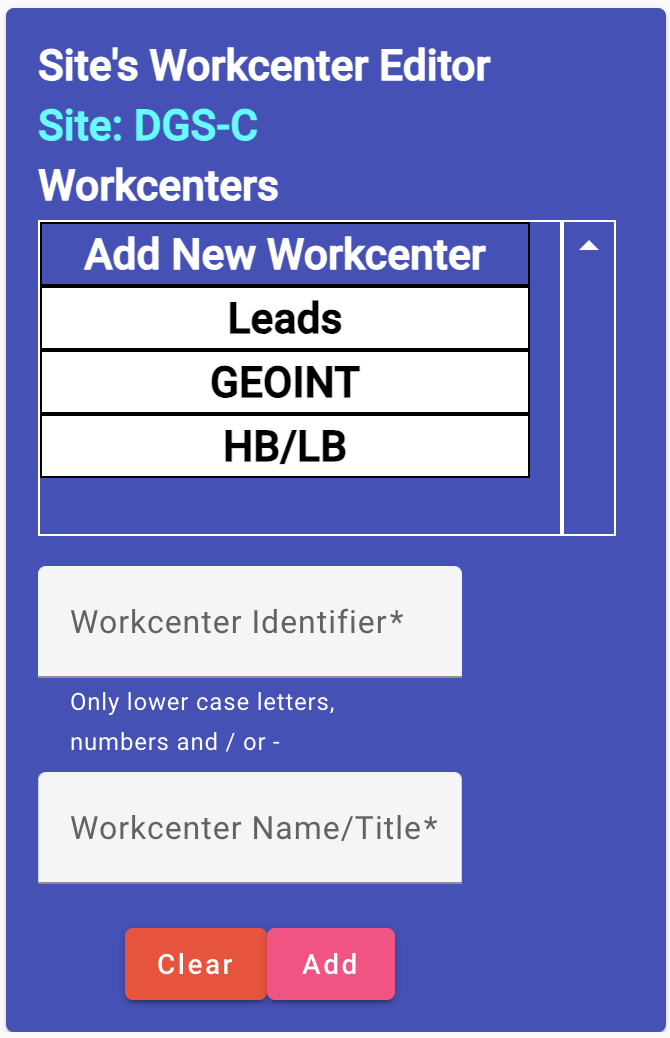 Site's Workcenter Editor
Site: DGS-C
Workcenters
Add New Workcenter
Leads
GEOINT
HB/LB
Workcenter Identifier*
Only lower case letters,
numbers and / or -
Workcenter Name/Title*
Clear
Add